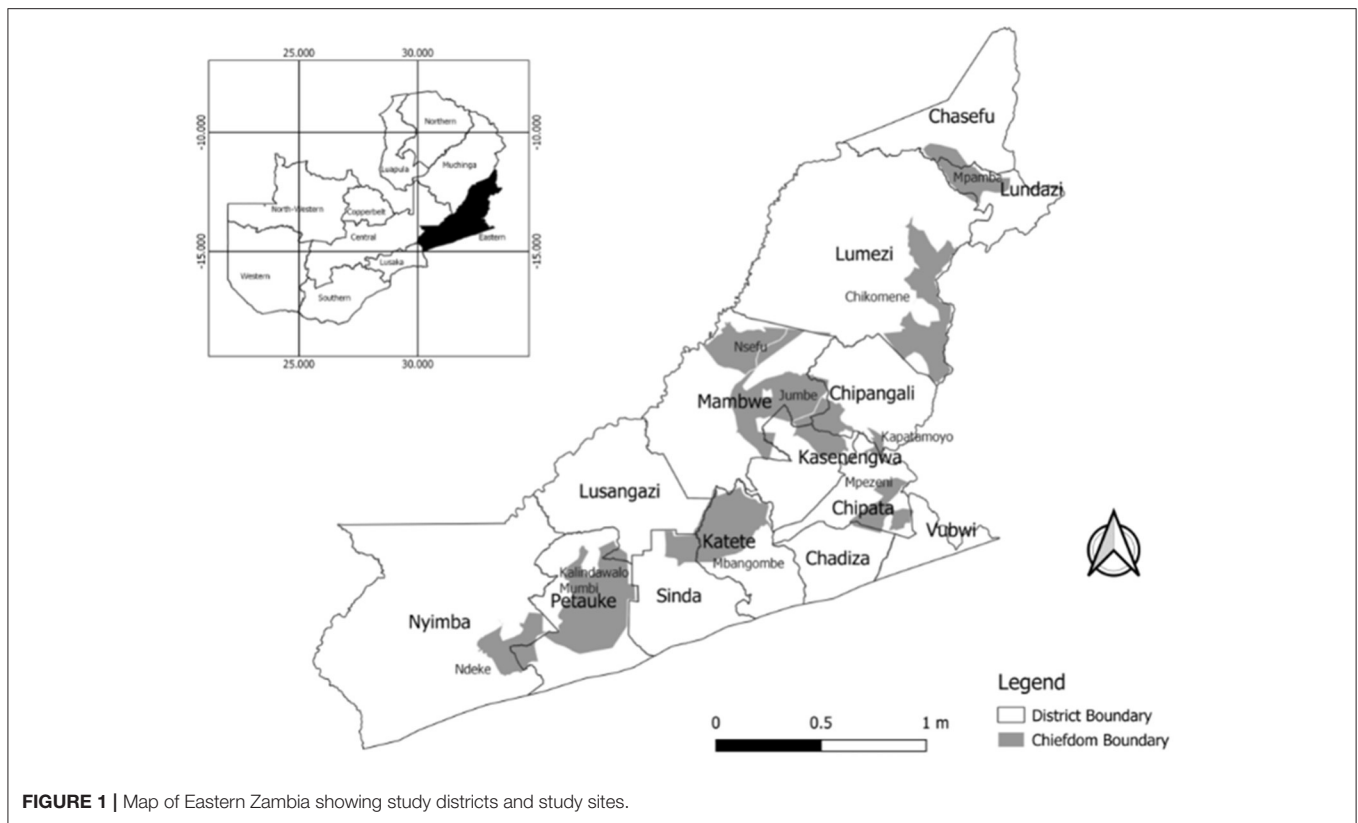 25.000
30.000
-10.000
-10.000
Northern
Luapula
Muchinga
North-Western
Copperbelt
Central
Eastern
-15.000
-15.000
Lusaka
Western
Southern
25.000
30.000
Chasefu
Mpamba
Lundazi
Lumezi
Chikomene
Nsefu
Mambwe
Jumbe
Chipangali
Kapatamoyo
Kasenengwa
Mpezeni
Lusangazi
Chipata
Vubwi
Katete
Mbangombe
Chadiza
Kalindawalo
Mumbi
Petauke
Sinda
Nyimba
Ndeke
Legend
District Boundary
Chiefdom Boundary
0 0.5 1 m
FIGURE 1 | Map of Eastern Zambia showing study districts and study sites.